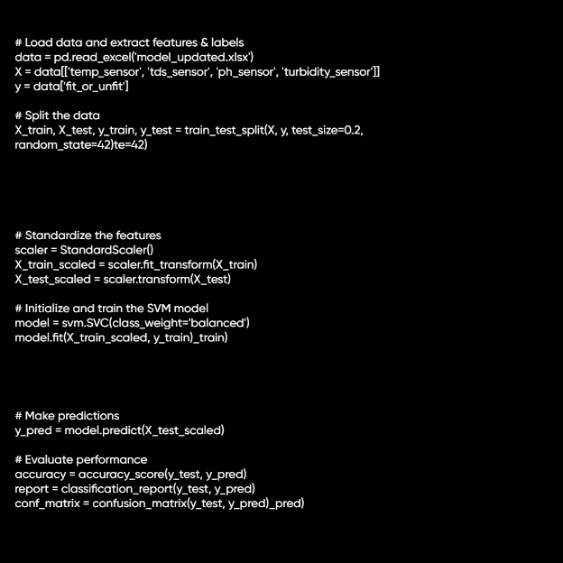 # Load data and extract features & labels
data = pd.read_excel('model_updated.xlsx')
X = data[['temp_sensor', 'tds_sensor', 'ph_sensor', 'turbidity_sensor']]
y = data['fit_or_unfit']
# Split the data
X_train, X_test, y_train, y_test = train_test_split(X, y, test_size=0.2,
random_state=42)te=42)
# Standardize the features
scaler = StandardScaler()
X_train_scaled = scaler.fit_transform(X_train)
X_test_scaled = scaler.transform(X_test)
# Initialize and train the SVM model
model = svm.SVC(class_weight='balanced')
model.fit(X_train_scaled, y_train)_train)
# Make predictions
y_pred = model.predict(X_test_scaled)
# Evaluate performance
accuracy = accuracy_score(y_test, y_pred)
report = classification_report(y_test, y_pred)
conf_matrix = confusion_matrix(y_test, y_pred)_pred)